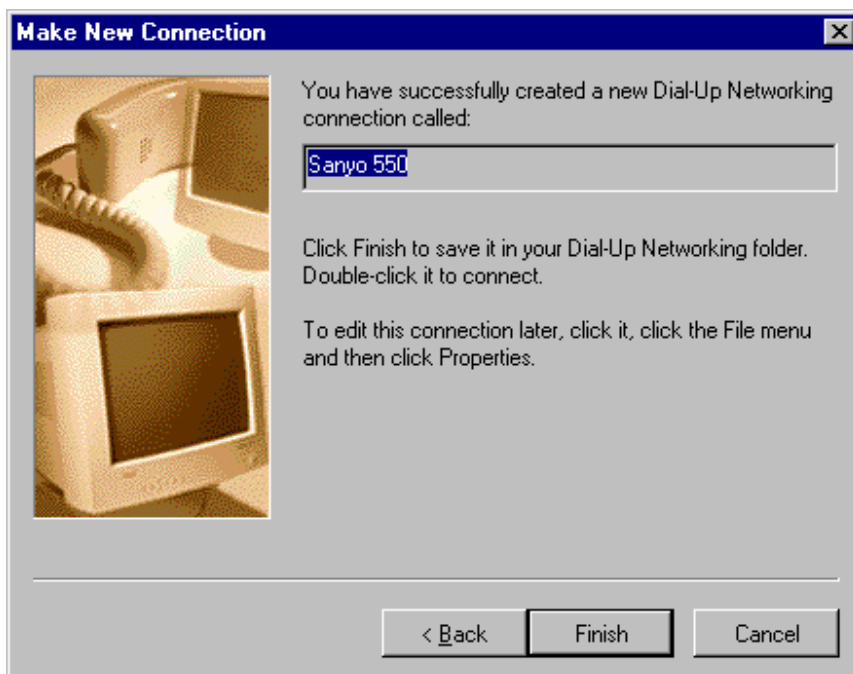 Make New Connection
You have successfully created a new Dial-Up Networking
connection called:
Sanyo 550
Click Finish to save it in your Dial-Up Networking folder.
Double-click it to connect.
To edit this connection later, click it, click the File menu
and then click Properties.
< Back
Finish
Cancel